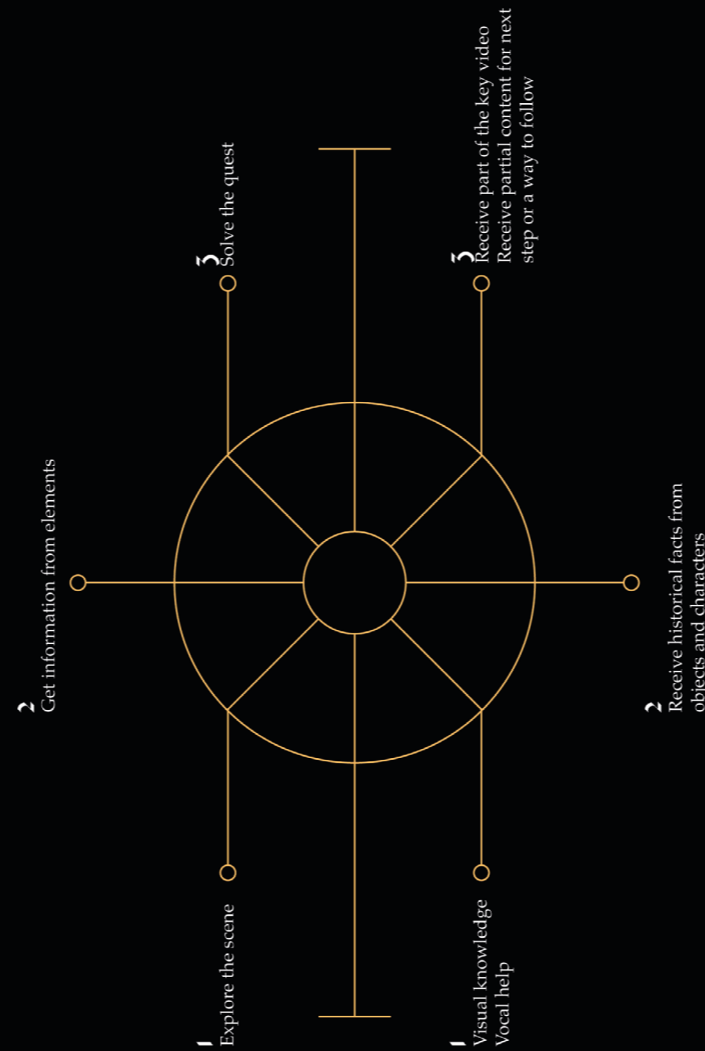 1
Explore the scene
2
Get information from elements
3
Solve the quest
1
Visual knowledge
Vocal help
2
Receive historical facts from
objects and characters
3
Receive part of the key video
Receive partial content for next
step or a way to follow